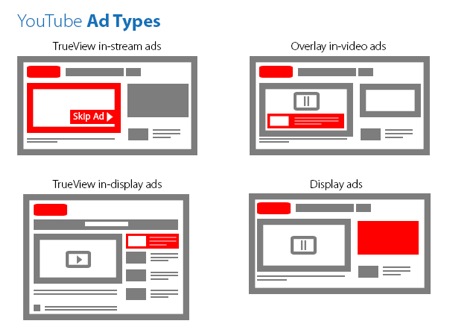 YouTube Ad Types
TrueView in-stream ads
Overlay in-video ads
Skip Ad
TrueView in-display ads
Display ads